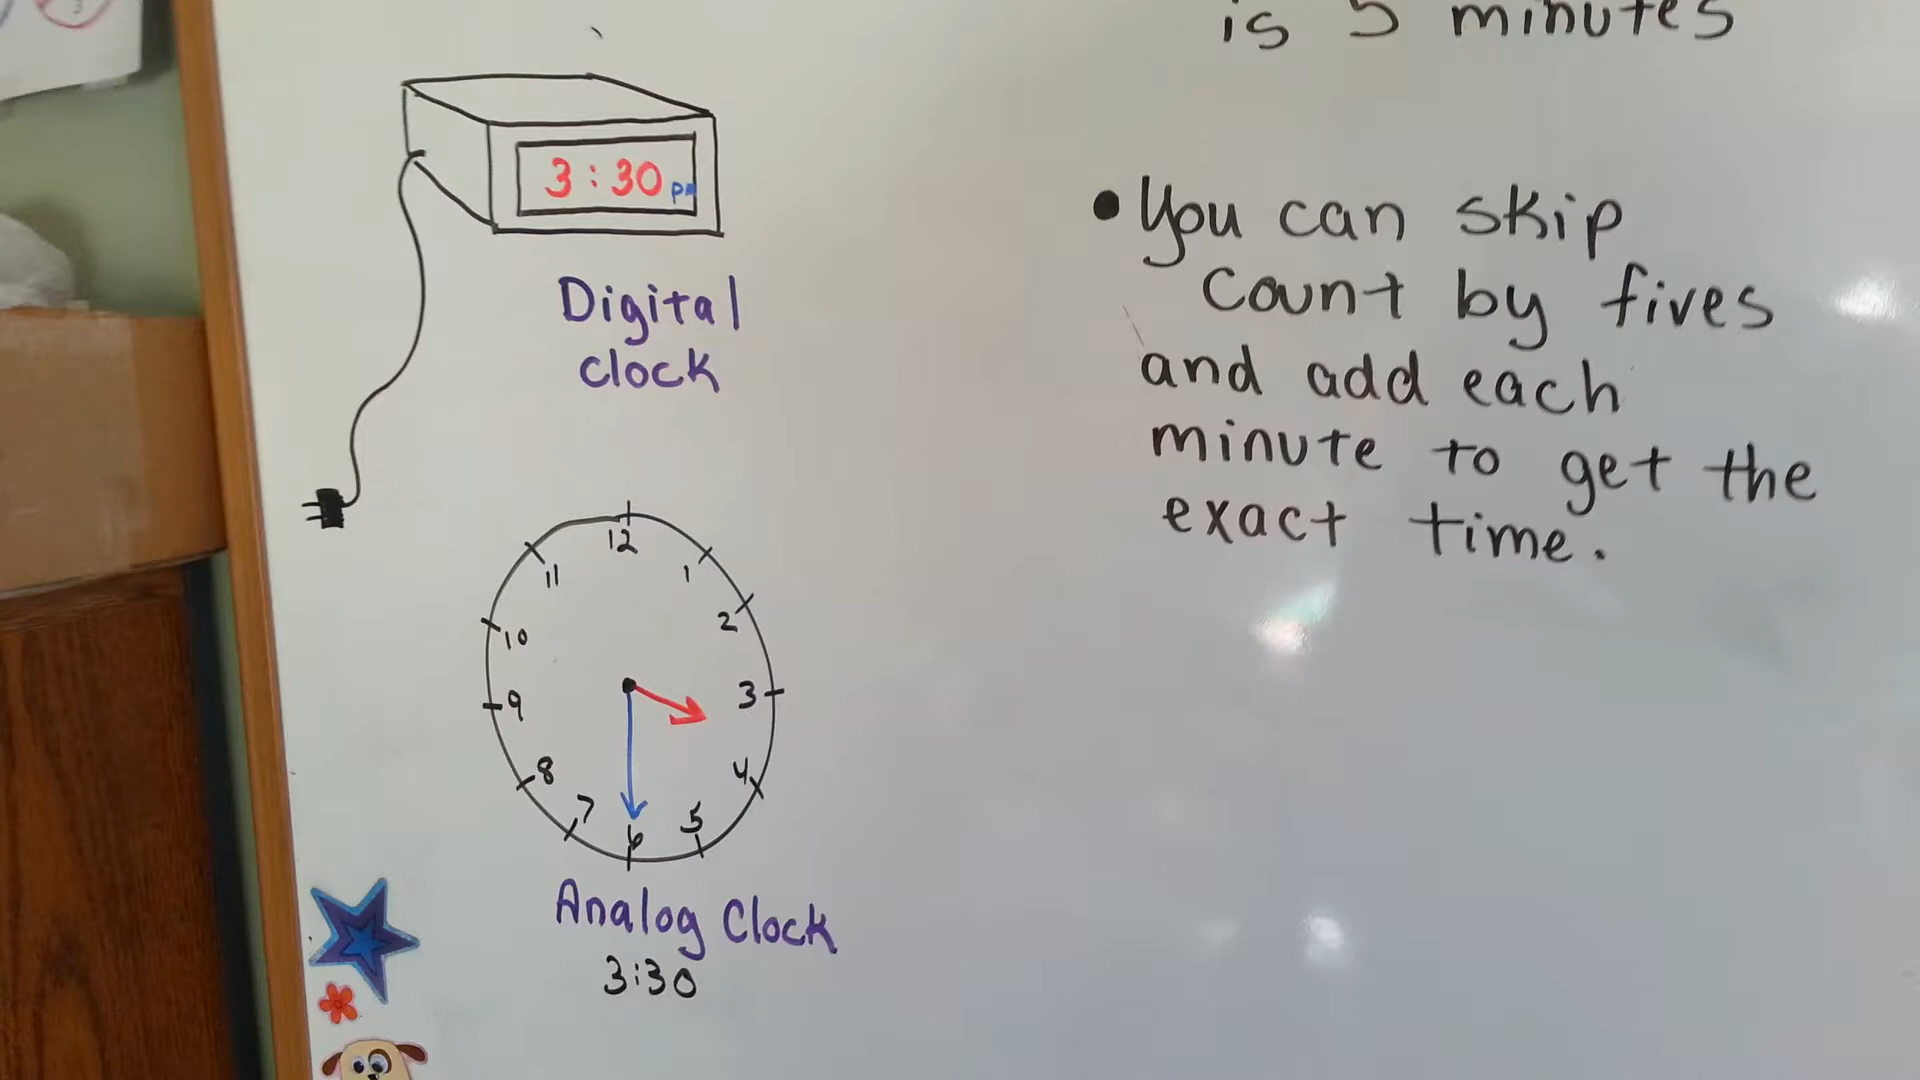 is 5 minutes
3:30 pm
Digital
clock
• You can skip
count by fives
and add each
minute to get the
exact time.
12
11
1
10
2
9
3
8
4
7
5
6
Analog Clock
3:30